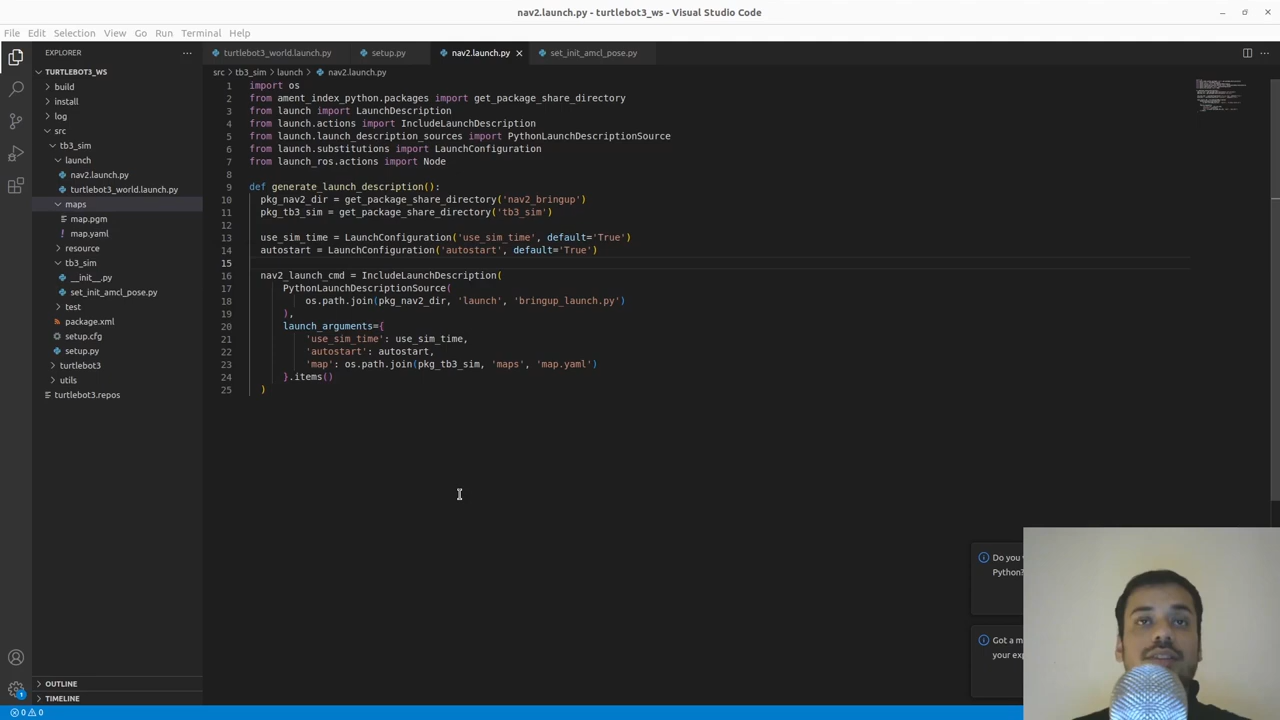 nav2.launch.py - turtlebot3_ws - Visual Studio Code
File Edit Selection View Go Run Terminal Help
EXPLORER
TURTLEBOT3_WS
build
install
log
src
tb3_sim
launch
nav2.launch.py
turtlebot3_world.launch.py
maps
map.pgm
map.yaml
resource
tb3_sim
__init__.py
set_init_amcl_pose.py
test
package.xml
setup.cfg
setup.py
turtlebot3
utils
turtlebot3.repos
OUTLINE
TIMELINE
turtlebot3_world.launch.py setup.py nav2.launch.py set_init_amcl_pose.py
src > tb3_sim > launch > nav2.launch.py
1 import os
2 from ament_index_python.packages import get_package_share_directory
3 from launch import LaunchDescription
4 from launch.actions import IncludeLaunchDescription
5 from launch.launch_description_sources import PythonLaunchDescriptionSource
6 from launch.substitutions import LaunchConfiguration
7 from launch_ros.actions import Node
8
9 def generate_launch_description():
10 pkg_nav2_dir = get_package_share_directory('nav2_bringup')
11 pkg_tb3_sim = get_package_share_directory('tb3_sim')
12
13 use_sim_time = LaunchConfiguration('use_sim_time', default='True')
14 autostart = LaunchConfiguration('autostart', default='True')
15
16 nav2_launch_cmd = IncludeLaunchDescription(
17 PythonLaunchDescriptionSource(
18 os.path.join(pkg_nav2_dir, 'launch', 'bringup_launch.py')
19 ),
20 launch_arguments={
21 'use_sim_time': use_sim_time,
22 'autostart': autostart,
23 'map': os.path.join(pkg_tb3_sim, 'maps', 'map.yaml')
24 }.items()
25 )
Do you
Python?
Got a m
your exp
1
0 0